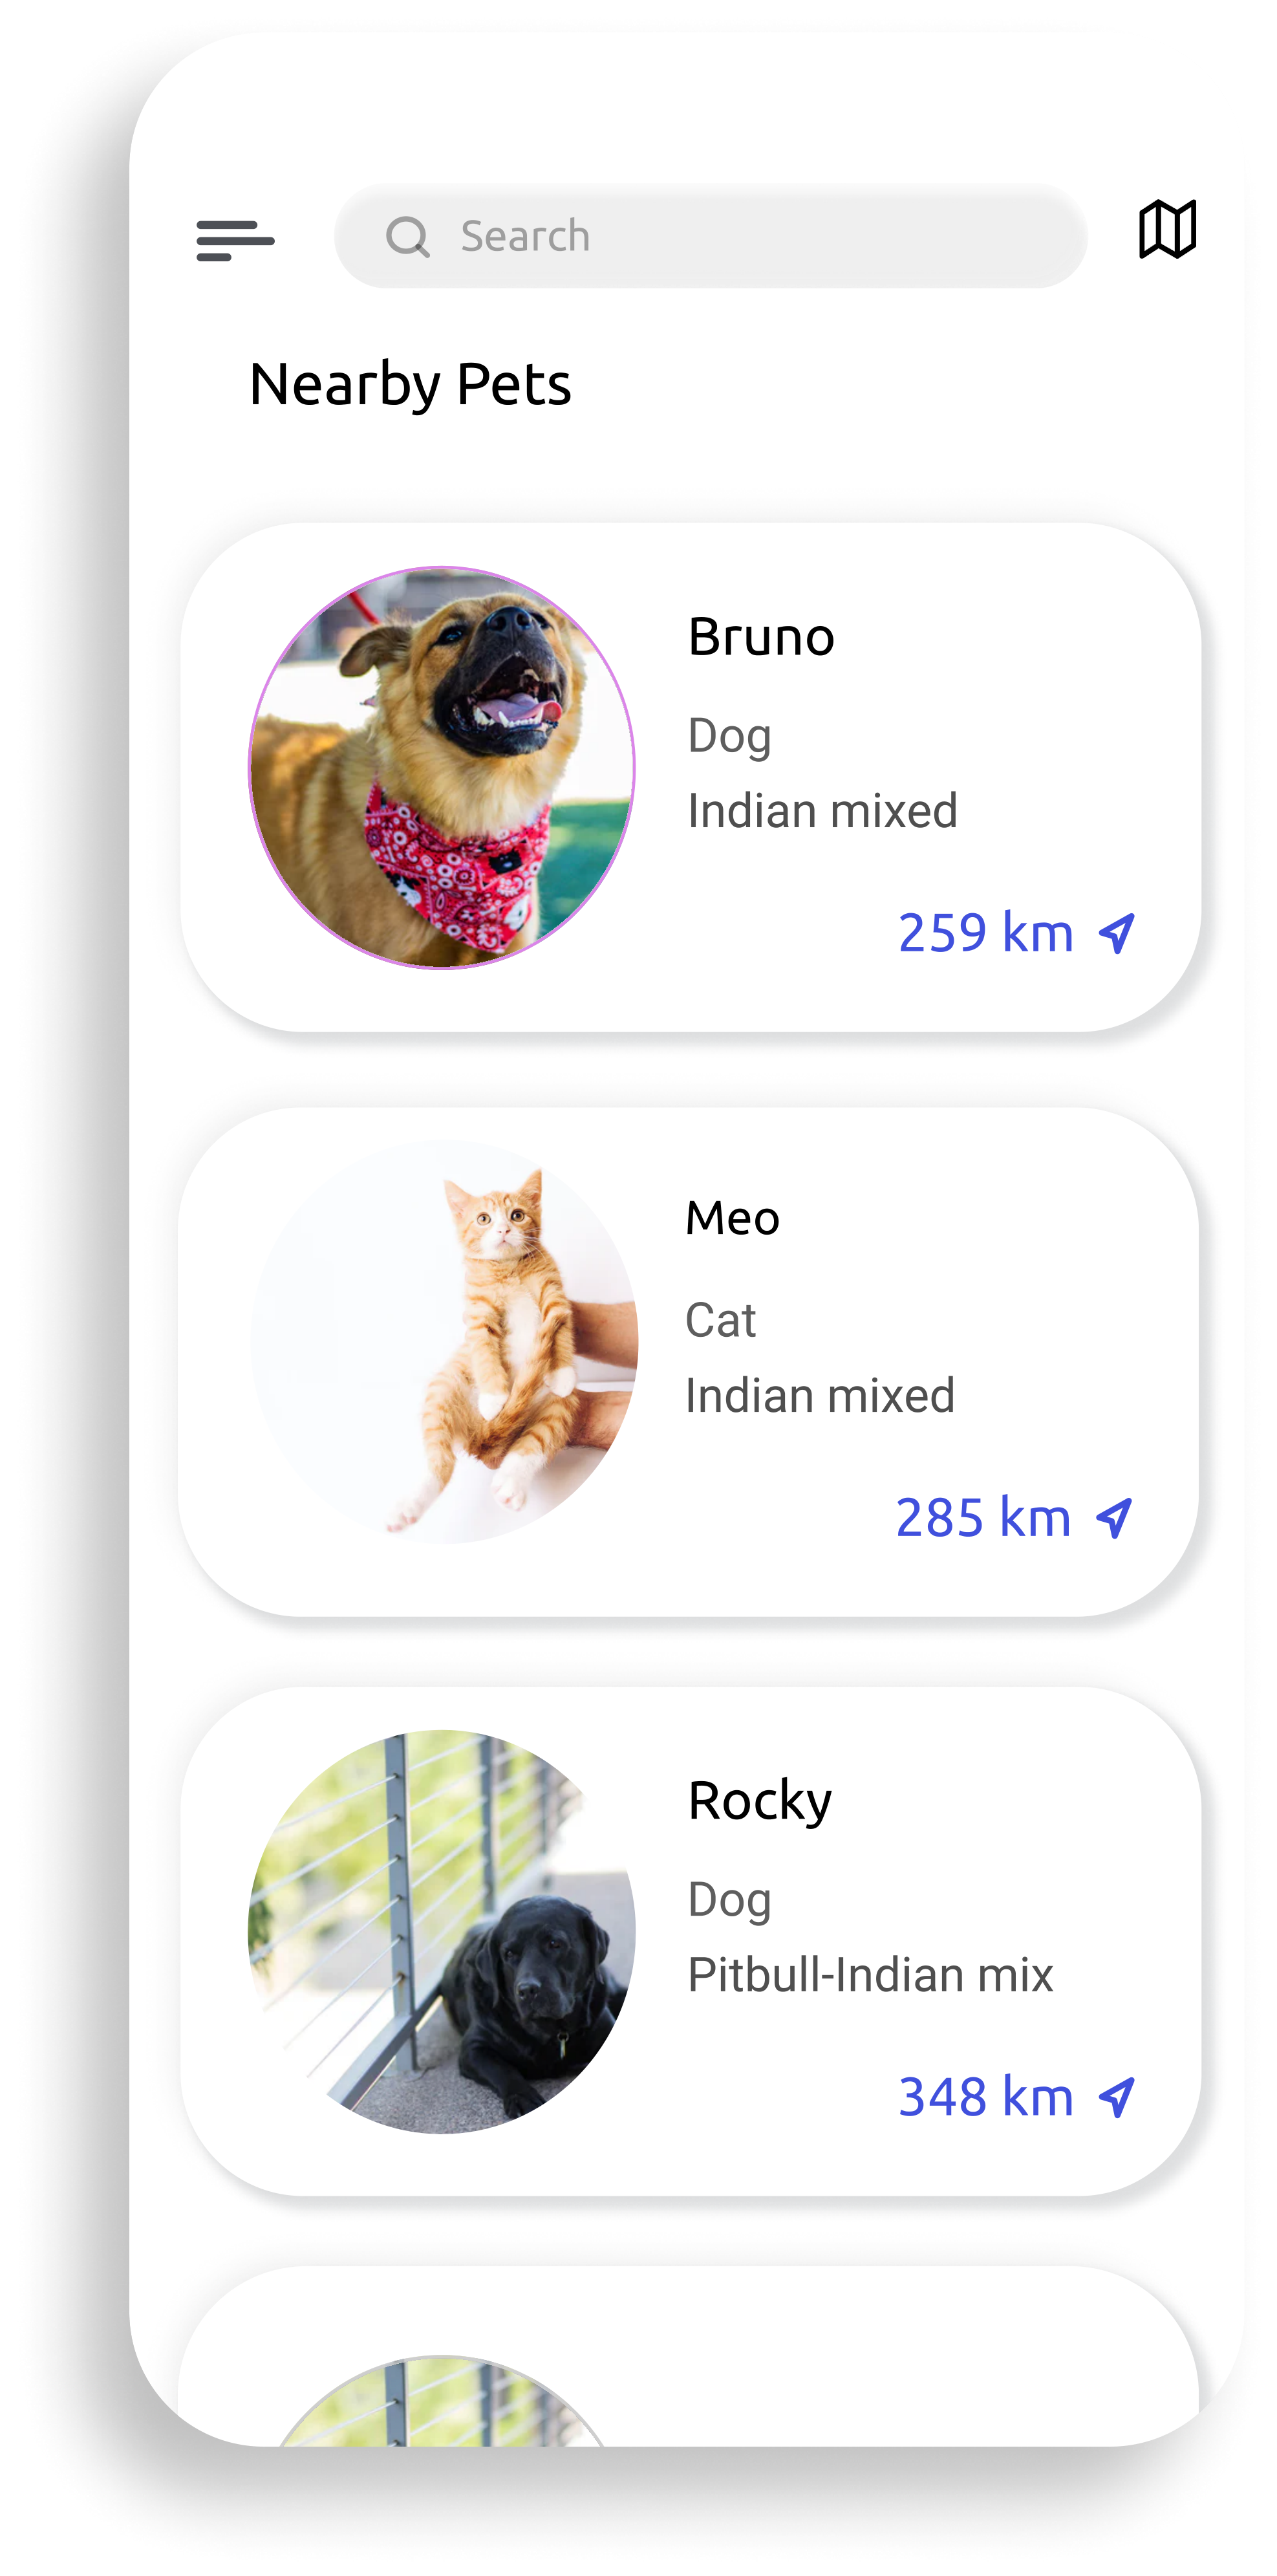 Search
Nearby Pets
Bruno
Dog
Indian mixed
259 km
Meo
Cat
Indian mixed
285 km
Rocky
Dog
Pitbull-Indian mix
348 km